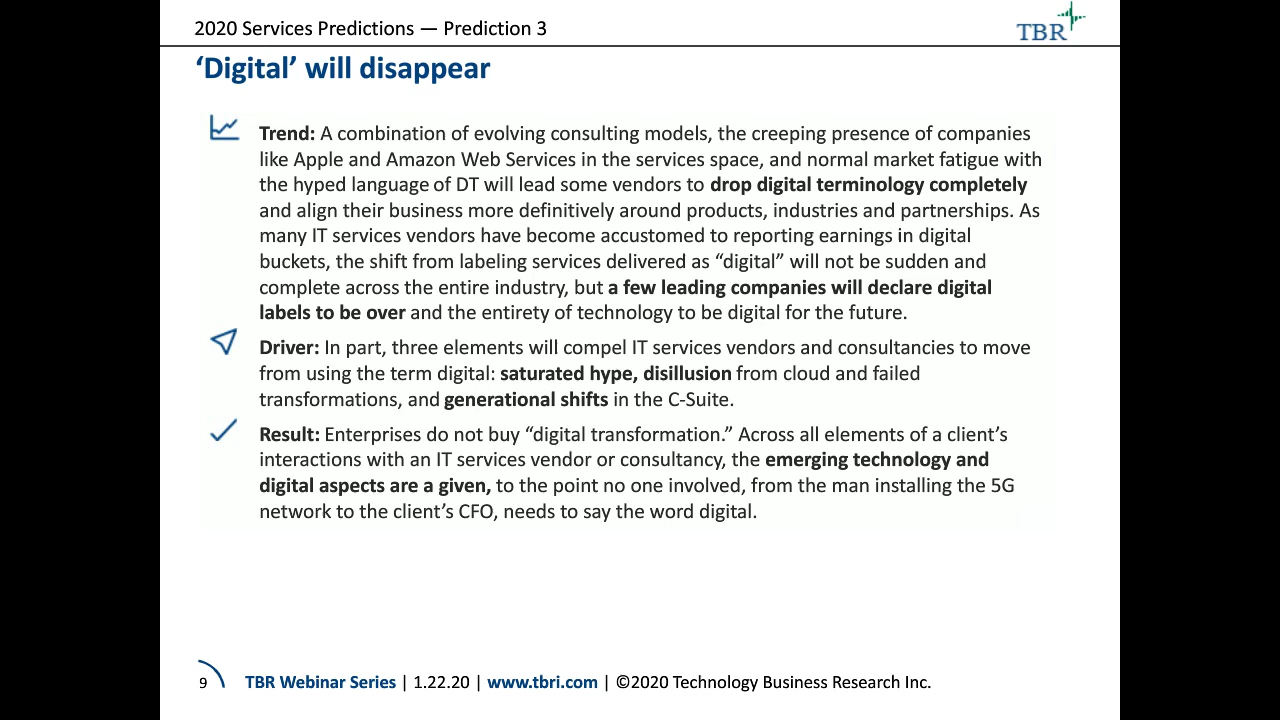 2020 Services Predictions — Prediction 3
TBR
‘Digital’ will disappear
Trend: A combination of evolving consulting models, the creeping presence of companies
like Apple and Amazon Web Services in the services space, and normal market fatigue with
the hyped language of DT will lead some vendors to drop digital terminology completely
and align their business more definitively around products, industries and partnerships. As
many IT services vendors have become accustomed to reporting earnings in digital
buckets, the shift from labeling services delivered as “digital” will not be sudden and
complete across the entire industry, but a few leading companies will declare digital
labels to be over and the entirety of technology to be digital for the future.
Driver: In part, three elements will compel IT services vendors and consultancies to move
from using the term digital: saturated hype, disillusion from cloud and failed
transformations, and generational shifts in the C-Suite.
Result: Enterprises do not buy “digital transformation.” Across all elements of a client’s
interactions with an IT services vendor or consultancy, the emerging technology and
digital aspects are a given, to the point no one involved, from the man installing the 5G
network to the client’s CFO, needs to say the word digital.
9 TBR Webinar Series | 1.22.20 | www.tbri.com | ©2020 Technology Business Research Inc.